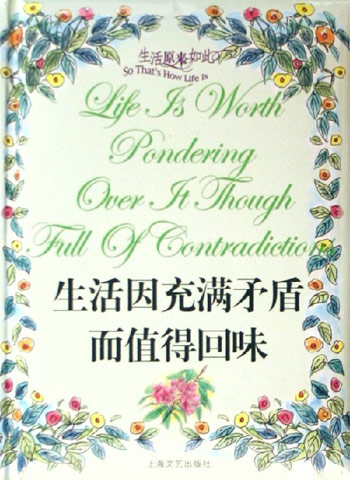 生活原来如此
So That's How Life Is
Life Is Worth
Pondering
Over It Though
Full Of Contradiction
生活因充满矛盾
而值得回味
上海文艺出版社